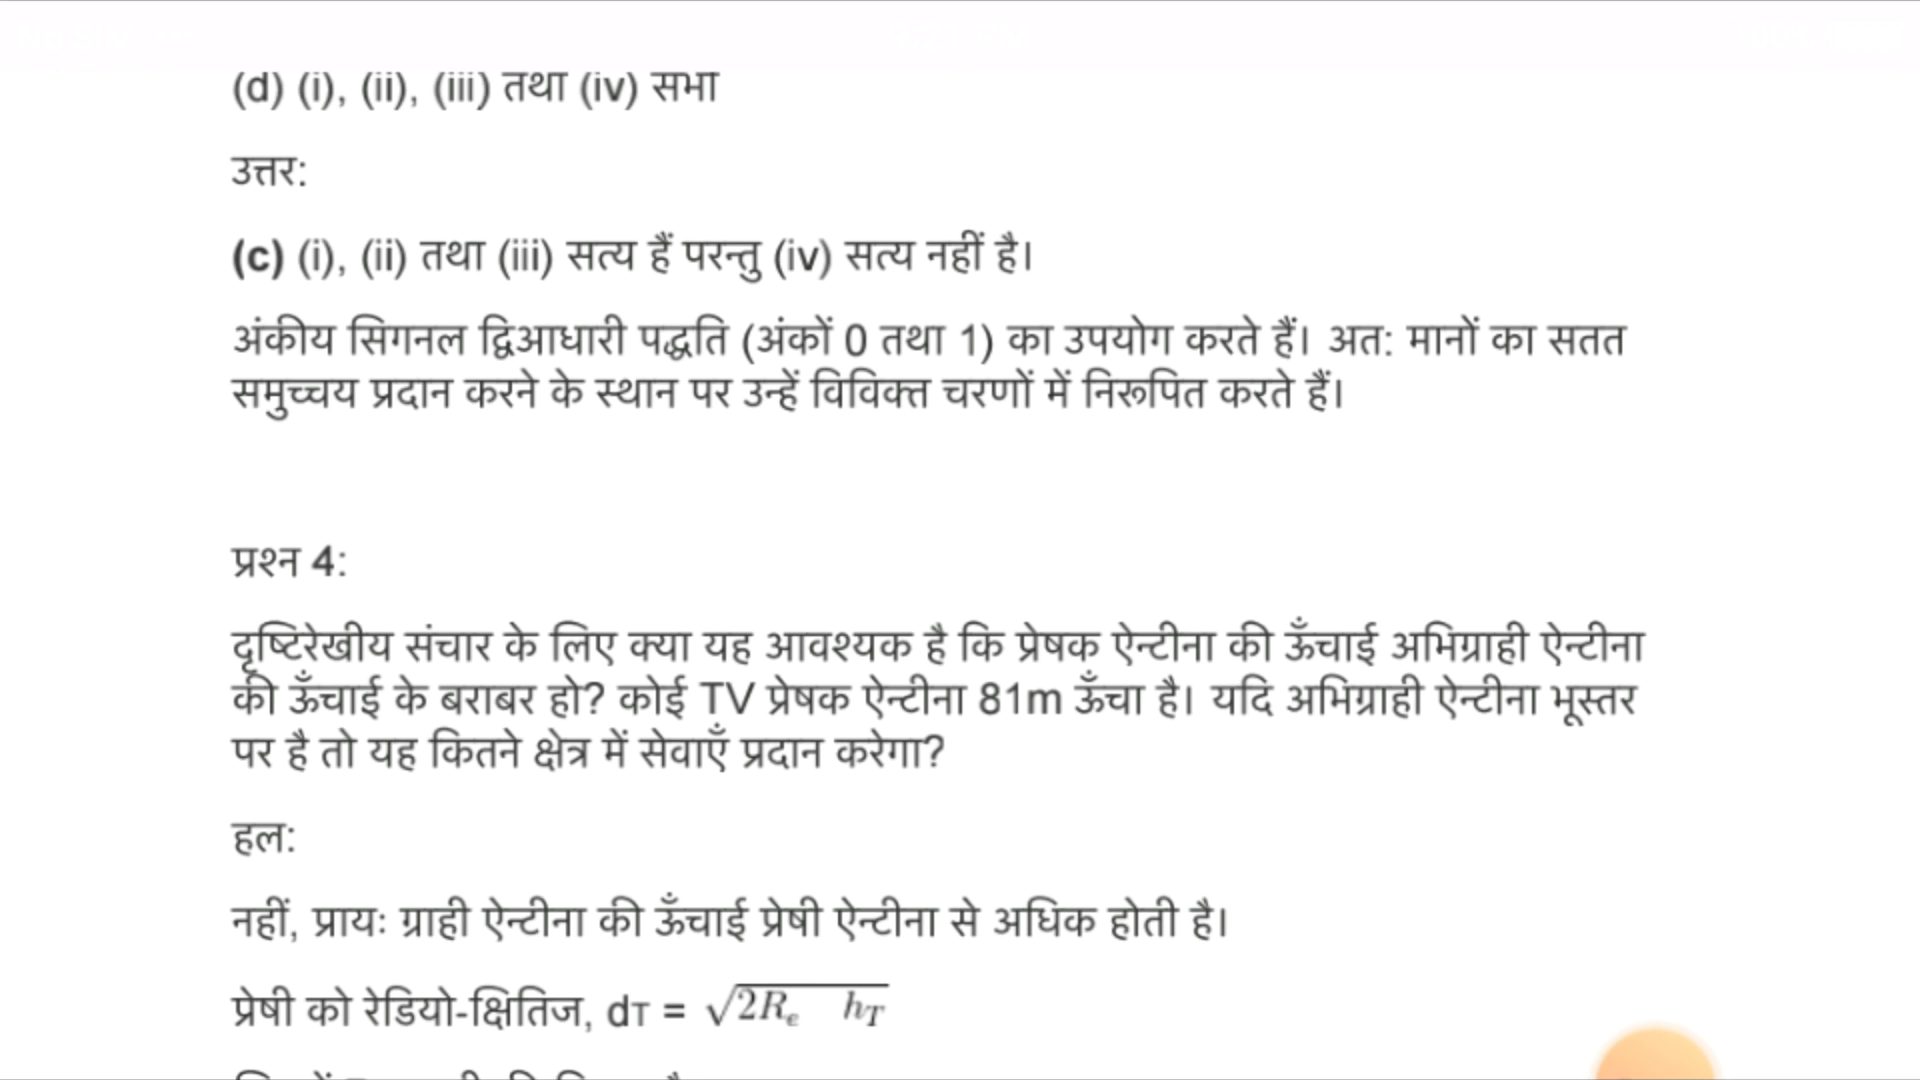 (d) (i), (ii), (iii) तथा (iv) सभी
उत्तर:
(c) (i), (ii) तथा (iii) सत्य हैं परन्तु (iv) सत्य नहीं है।
अंकीय सिगनल द्विआधारी पद्धति (अंकों 0 तथा 1) का उपयोग करते हैं। अत: मानों का सतत
समुच्चय प्रदान करने के स्थान पर उन्हें विविक्त चरणों में निरूपित करते हैं।
प्रश्न 4:
दृष्टिरेखीय संचार के लिए क्या यह आवश्यक है कि प्रेषक ऐन्टीना की ऊँचाई अभिग्राही ऐन्टीना
की ऊँचाई के बराबर हो? कोई TV प्रेषक ऐन्टीना 81m ऊँचा है। यदि अभिग्राही ऐन्टीना भूस्तर
पर है तो यह कितने क्षेत्र में सेवाएँ प्रदान करेगा?
हल:
नहीं, प्रायः ग्राही ऐन्टीना की ऊँचाई प्रेषी ऐन्टीना से अधिक होती है।
प्रेषी को रेडियो-क्षितिज, dT = √2Rₑ hT